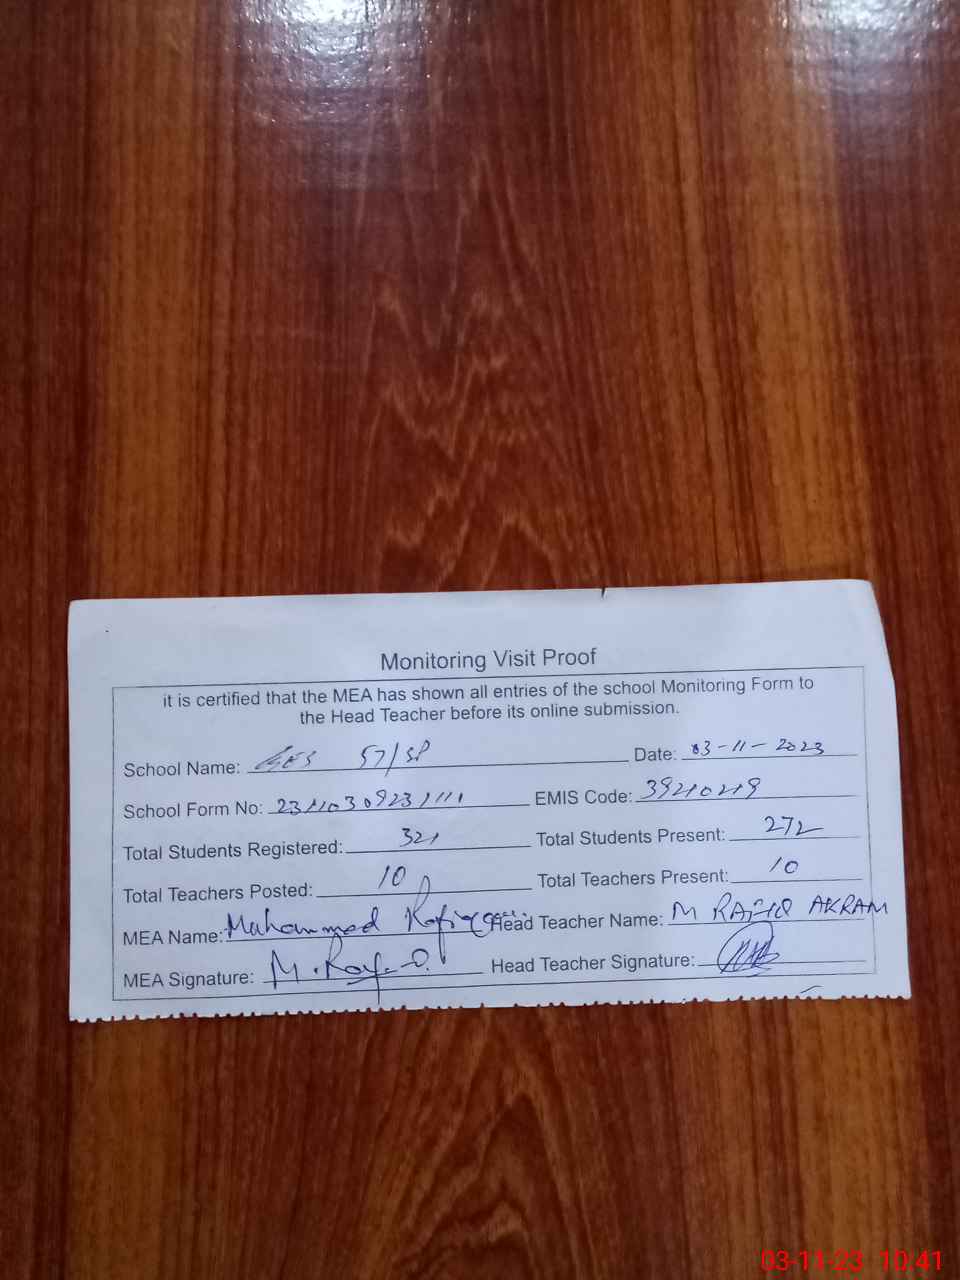 Monitoring Visit Proof
it is certified that the MEA has shown all entries of the school Monitoring Form to
the Head Teacher before its online submission.
School Name: GES 57/SP Date: 03-11-2023
School Form No: EMIS Code: 39210219
Total Students Registered: 321 Total Students Present: 272
Total Teachers Posted: 10 Total Teachers Present: 10
MEA Name: Muhammad Rafiq Head Teacher Name: M RAFIQ AKRAM
MEA Signature: Head Teacher Signature:
03-11-23 10:41